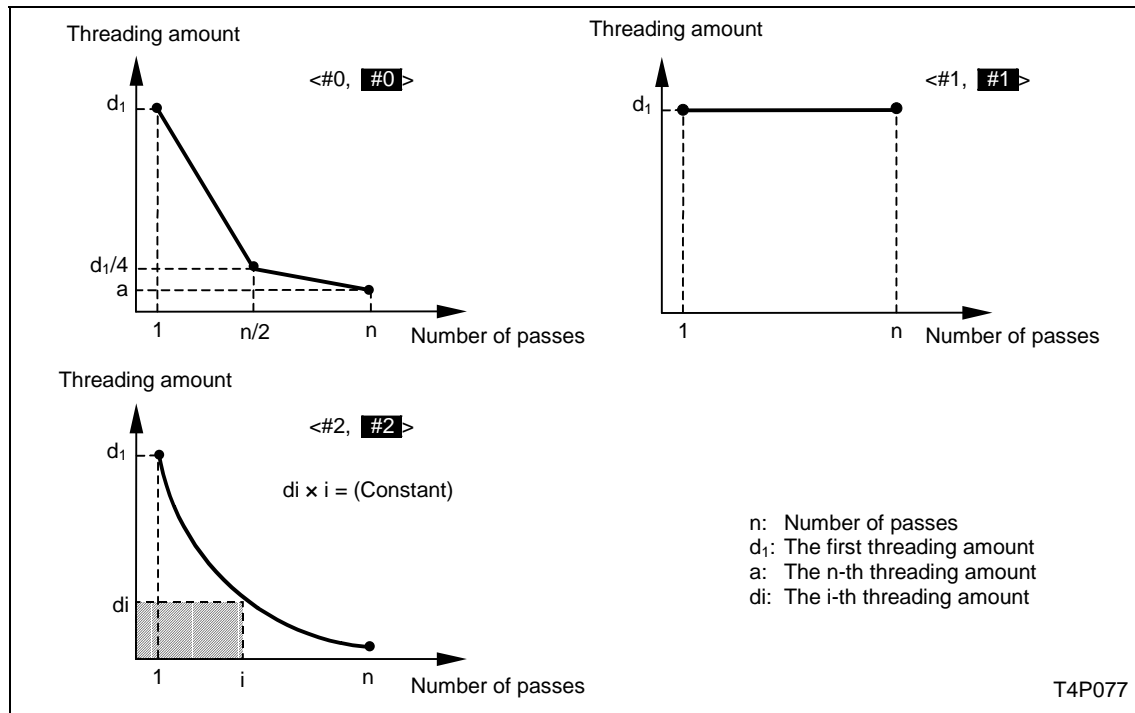 Threading amount
<#0, #0>
d₁
d₁/4
a
1 n/2 n
Number of passes
Threading amount
<#1, #1>
d₁
1 n
Number of passes
Threading amount
<#2, #2>
d₁
di × i = (Constant)
di
1 i n
Number of passes
n: Number of passes
d₁: The first threading amount
a: The n-th threading amount
di: The i-th threading amount
T4P077